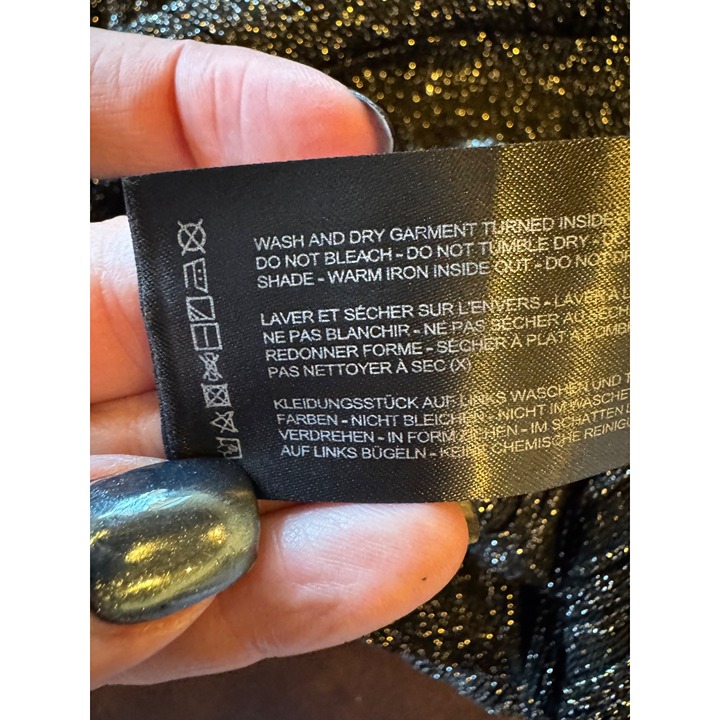 WASH AND DRY GARMENT TURNED INSIDE
DO NOT BLEACH - DO NOT TUMBLE DRY -
SHADE - WARM IRON INSIDE OUT - DO NOT
LAVER ET SÉCHER SUR L'ENVERS - LAVER À
NE PAS BLANCHIR - NE PAS SÉCHER AU
REDONNER FORME - SÉCHER À PLAT À
PAS NETTOYER À SEC (X)
KLEIDUNGSSTÜCK AUF LINKS WASCHEN UND
FARBEN - NICHT BLEICHEN - NICHT IM
VERDREHEN - IN FORM ZIEHEN - IM SCHATTEN
AUF LINKS BÜGELN - KEINE CHEMISCHE